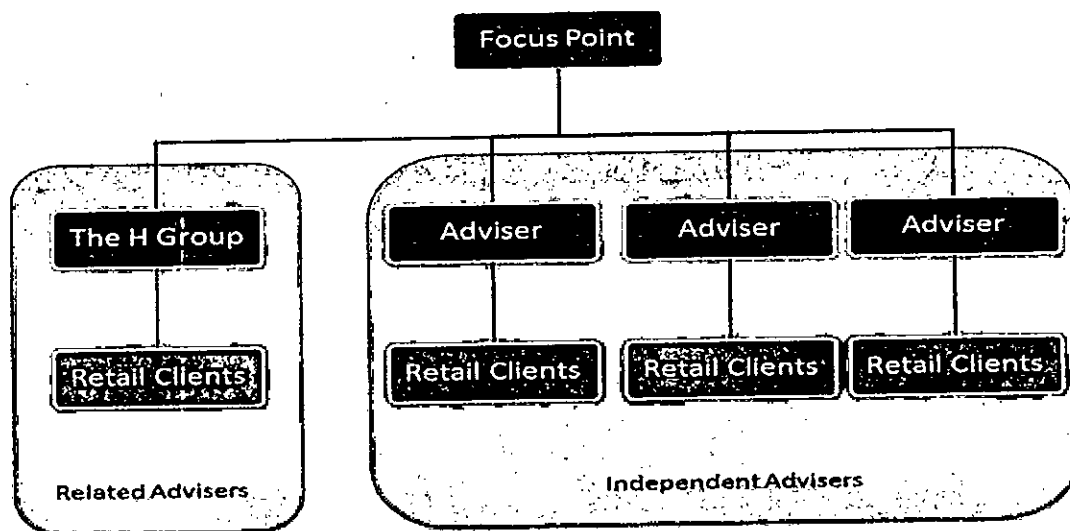 Focus Point
The H Group
Adviser
Adviser
Adviser
Retail Clients
Retail Clients
Retail Clients
Retail Clients
Related Advisers
Independent Advisers